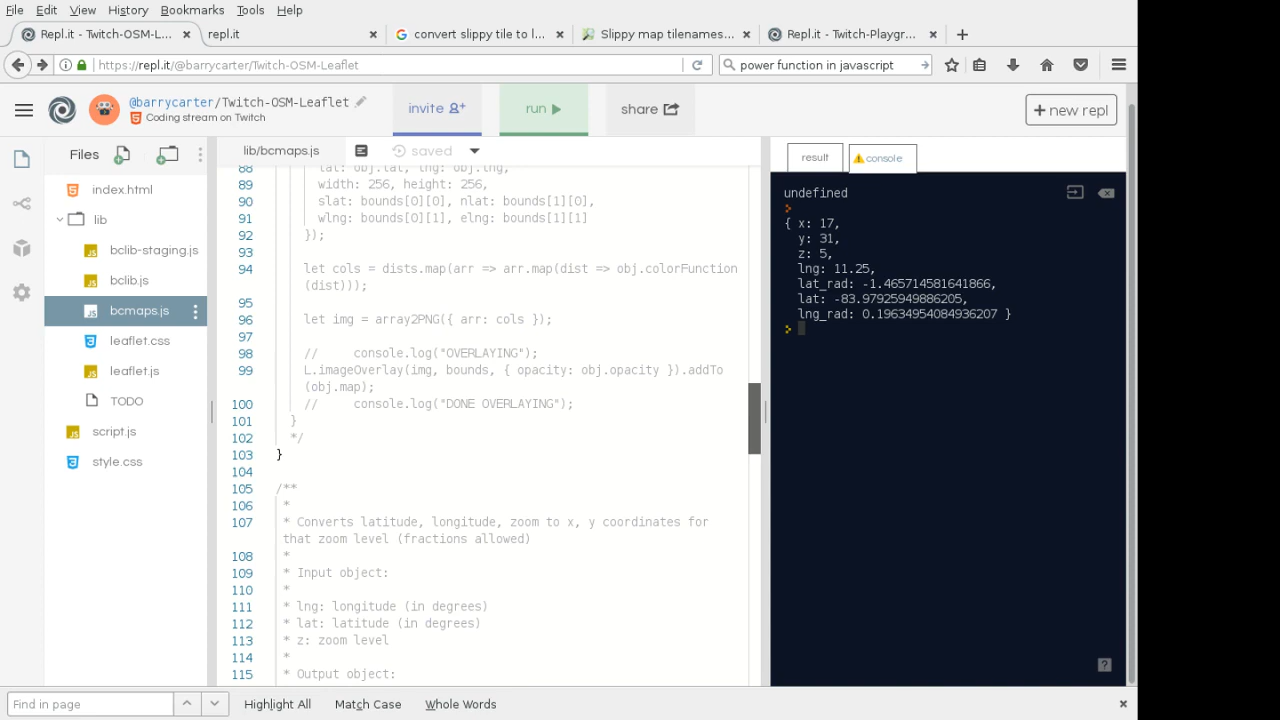 File Edit View History Bookmarks Tools Help
Repl.it - Twitch-OSM-L... × repl.it × convert slippy tile to l... × Slippy map tilenames... × Repl.it - Twitch-Playgr... × +
https://repl.it/@barrycarter/Twitch-OSM-Leaflet
power function in javascript
@barrycarter/Twitch-OSM-Leaflet
Coding stream on Twitch
invite
run
share
+ new repl
Files
index.html
lib
bclib-staging.js
bclib.js
bcmaps.js
leaflet.css
leaflet.js
TODO
script.js
style.css
lib/bcmaps.js
saved
88 lat: obj.lat, lng: obj.lng,
89 width: 256, height: 256,
90 slat: bounds[0][0], nlat: bounds[1][0],
91 wlng: bounds[0][1], elng: bounds[1][1]
92 });
93
94 let cols = dists.map(arr => arr.map(dist => obj.colorFunction
(dist)));
95
96 let img = array2PNG({ arr: cols });
97
98 // console.log("OVERLAYING");
99 L.imageOverlay(img, bounds, { opacity: obj.opacity }).addTo
(obj.map);
100 // console.log("DONE OVERLAYING");
101 }
102 */
103 }
104
105 /**
106 *
107 * Converts latitude, longitude, zoom to x, y coordinates for
that zoom level (fractions allowed)
108 *
109 * Input object:
110 *
111 * lng: longitude (in degrees)
112 * lat: latitude (in degrees)
113 * z: zoom level
114 *
115 * Output object:
result
console
undefined
>
{ x: 17,
y: 31,
z: 5,
lng: 11.25,
lat_rad: -1.465714581641866,
lat: -83.97925949886205,
lng_rad: 0.19634954084936207 }
>
?
Find in page
Highlight All Match Case Whole Words ×